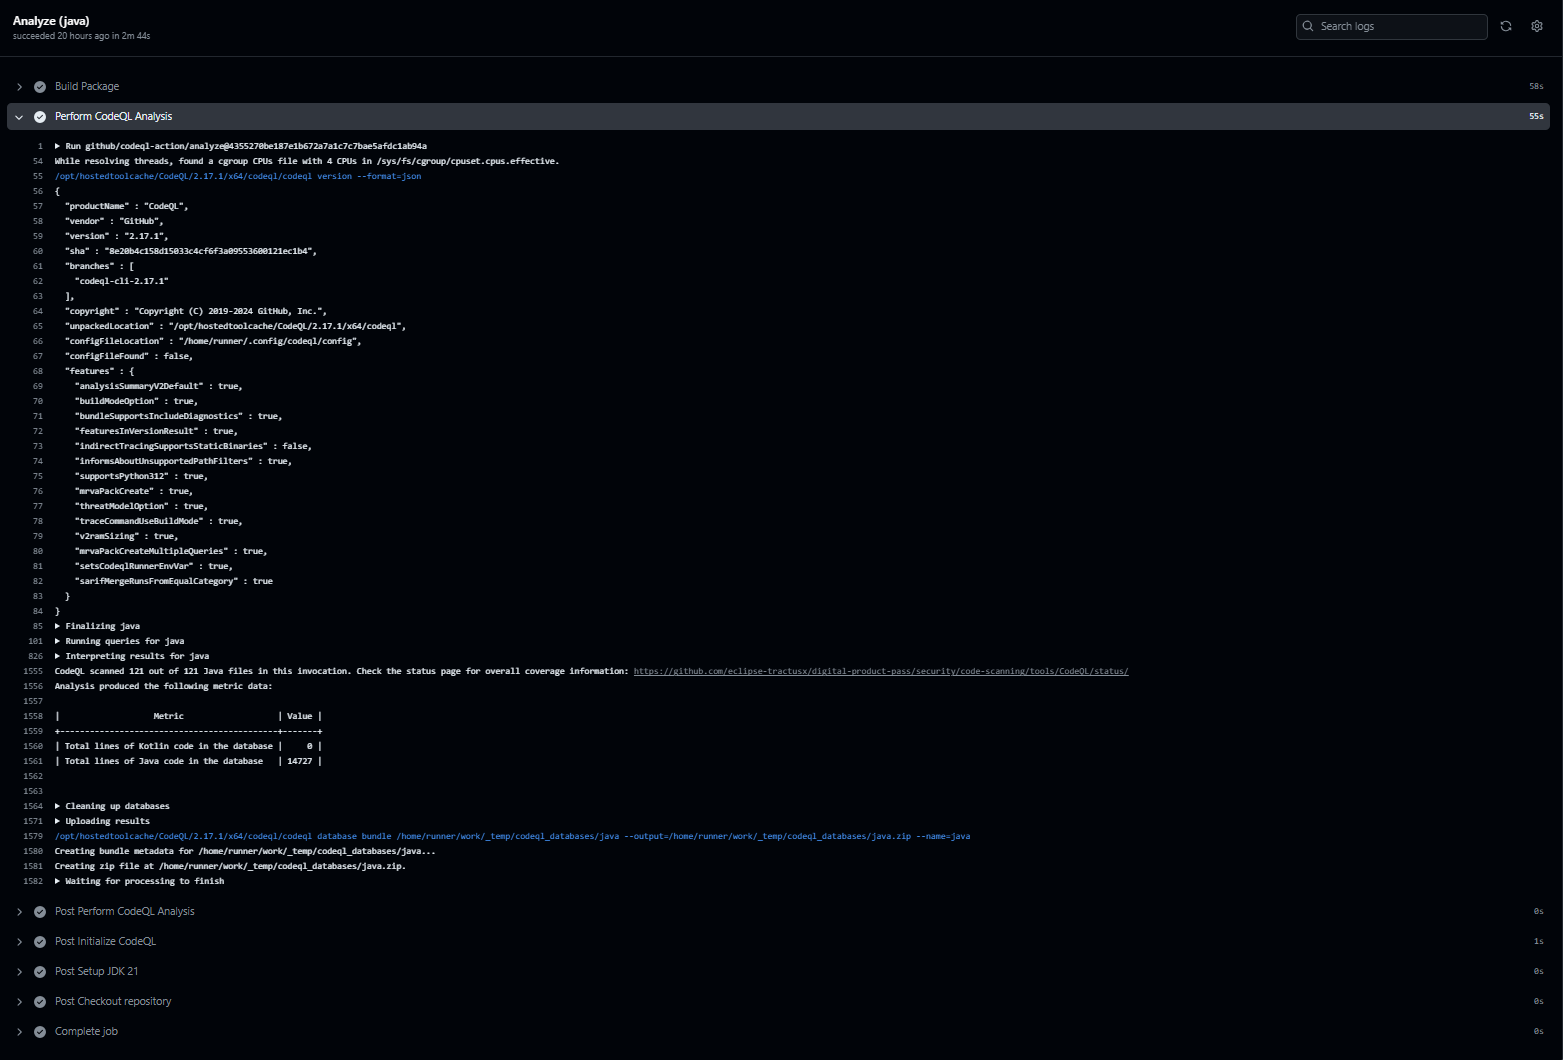 Analyze (java)
succeeded 20 hours ago in 2m 44s
Search logs
Build Package 58s
Perform CodeQL Analysis 55s
1 ▶ Run github/codeql-action/analyze@4355270be187e1b672a7a1c7c7bae5afdc1ab94a
54 While resolving threads, found a cgroup CPUs file with 4 CPUs in /sys/fs/cgroup/cpuset.cpus.effective.
55 /opt/hostedtoolcache/CodeQL/2.17.1/x64/codeql/codeql version --format=json
56 {
57 "productName" : "CodeQL",
58 "vendor" : "GitHub",
59 "version" : "2.17.1",
60 "sha" : "8e20b4c158d15033c4cf6f3a09553600121ec1b4",
61 "branches" : [
62 "codeql-cli-2.17.1"
63 ],
64 "copyright" : "Copyright (C) 2019-2024 GitHub, Inc.",
65 "unpackedLocation" : "/opt/hostedtoolcache/CodeQL/2.17.1/x64/codeql",
66 "configFileLocation" : "/home/runner/.config/codeql/config",
67 "configFileFound" : false,
68 "features" : {
69 "analysisSummaryV2Default" : true,
70 "buildModeOption" : true,
71 "bundleSupportsIncludeDiagnostics" : true,
72 "featuresInVersionResult" : true,
73 "indirectTracingSupportsStaticBinaries" : false,
74 "informsAboutUnsupportedPathFilters" : true,
75 "supportsPython312" : true,
76 "mrvaPackCreate" : true,
77 "threatModelOption" : true,
78 "traceCommandUseBuildMode" : true,
79 "v2ramSizing" : true,
80 "mrvaPackCreateMultipleQueries" : true,
81 "setsCodeqlRunnerEnvVar" : true,
82 "sarifMergeRunsFromEqualCategory" : true
83 }
84 }
85 ▶ Finalizing java
101 ▶ Running queries for java
826 ▶ Interpreting results for java
1555 CodeQL scanned 121 out of 121 Java files in this invocation. Check the status page for overall coverage information: https://github.com/eclipse-tractusx/digital-product-pass/security/code-scanning/tools/CodeQL/status/
1556 Analysis produced the following metric data:
1557
1558 | Metric | Value |
1559 +--------------------------------------------+-------+
1560 | Total lines of Kotlin code in the database | 0 |
1561 | Total lines of Java code in the database | 14727 |
1562
1563
1564 ▶ Cleaning up databases
1571 ▶ Uploading results
1579 /opt/hostedtoolcache/CodeQL/2.17.1/x64/codeql/codeql database bundle /home/runner/work/_temp/codeql_databases/java --output=/home/runner/work/_temp/codeql_databases/java.zip --name=java
1580 Creating bundle metadata for /home/runner/work/_temp/codeql_databases/java...
1581 Creating zip file at /home/runner/work/_temp/codeql_databases/java.zip.
1582 ▶ Waiting for processing to finish
Post Perform CodeQL Analysis 0s
Post Initialize CodeQL 1s
Post Setup JDK 21 0s
Post Checkout repository 0s
Complete job 0s